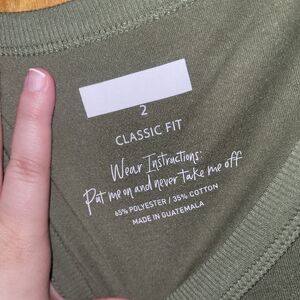 2
CLASSIC FIT
Wear Instructions:
Put me on and never take me off
65% POLYESTER / 35% COTTON
MADE IN GUATEMALA